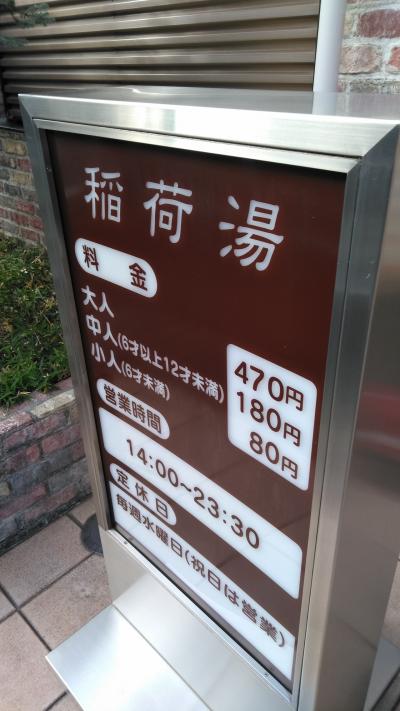 稲荷湯
料金
大人 470円
中人(6才以上12才未満) 180円
小人(6才未満) 80円
営業時間
14:00~23:30
定休日
毎週水曜日(祝日は営業)